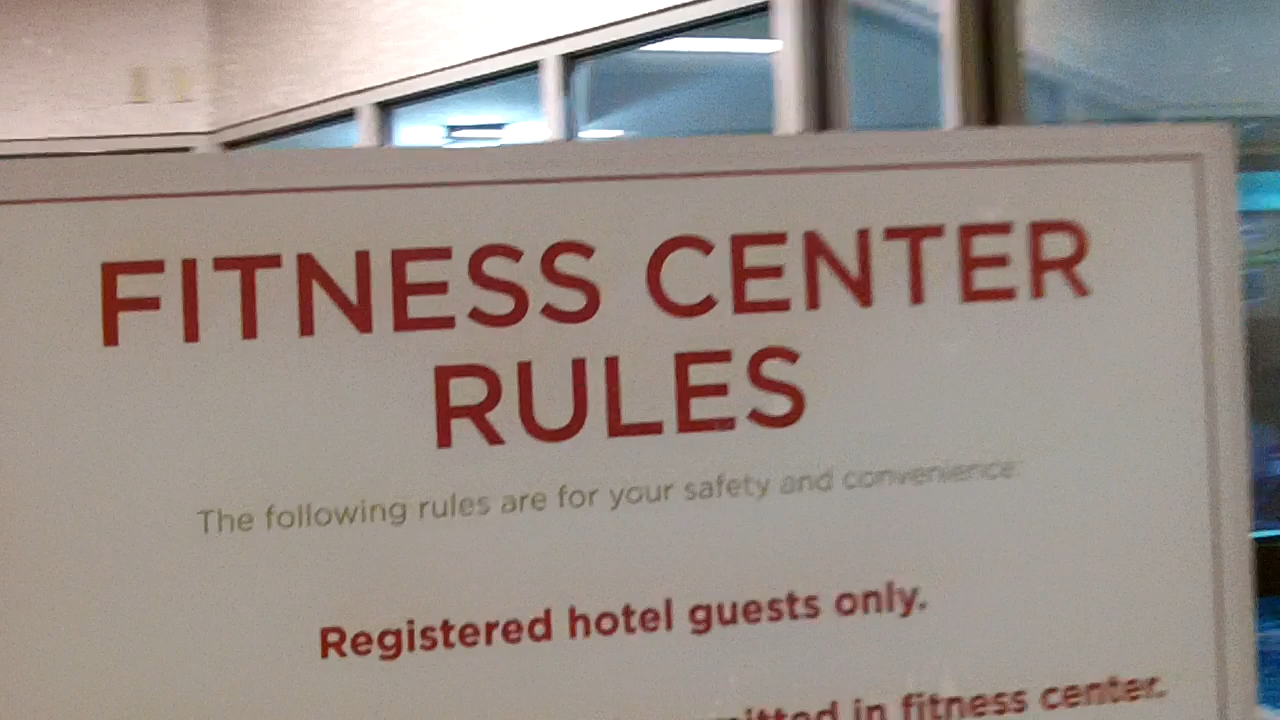 FITNESS CENTER
RULES
The following rules are for your safety and convenience
Registered hotel guests only.
in fitness center.